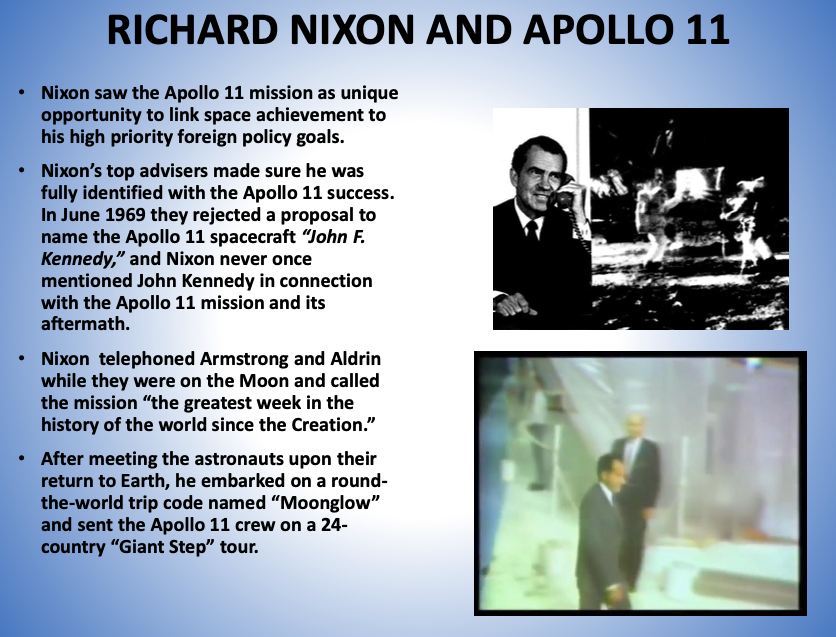 RICHARD NIXON AND APOLLO 11
• Nixon saw the Apollo 11 mission as unique
opportunity to link space achievement to
his high priority foreign policy goals.
• Nixon’s top advisers made sure he was
fully identified with the Apollo 11 success.
In June 1969 they rejected a proposal to
name the Apollo 11 spacecraft “John F.
Kennedy,” and Nixon never once
mentioned John Kennedy in connection
with the Apollo 11 mission and its
aftermath.
• Nixon  telephoned Armstrong and Aldrin
while they were on the Moon and called
the mission “the greatest week in the
history of the world since the Creation.”
• After meeting the astronauts upon their
return to Earth, he embarked on a round-
the-world trip code named “Moonglow”
and sent the Apollo 11 crew on a 24-
country “Giant Step” tour.